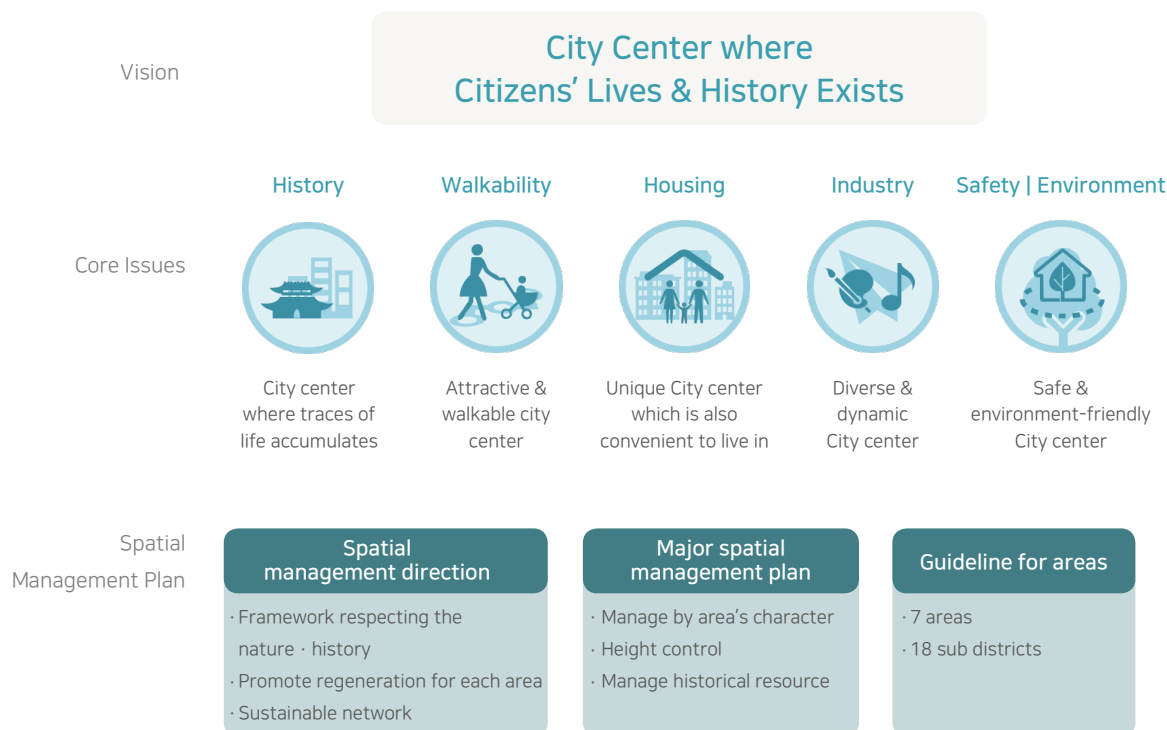 Vision
City Center where
Citizens’ Lives & History Exists
Core Issues
History
City center
where traces of
life accumulates
Walkability
Attractive &
walkable city
center
Housing
Unique City center
which is also
convenient to live in
Industry
Diverse &
dynamic
City center
Safety | Environment
Safe &
environment-friendly
City center
Spatial
Management Plan
Spatial
management direction
· Framework respecting the
nature · history
· Promote regeneration for each area
· Sustainable network
Major spatial
management plan
· Manage by area’s character
· Height control
· Manage historical resource
Guideline for areas
· 7 areas
· 18 sub districts